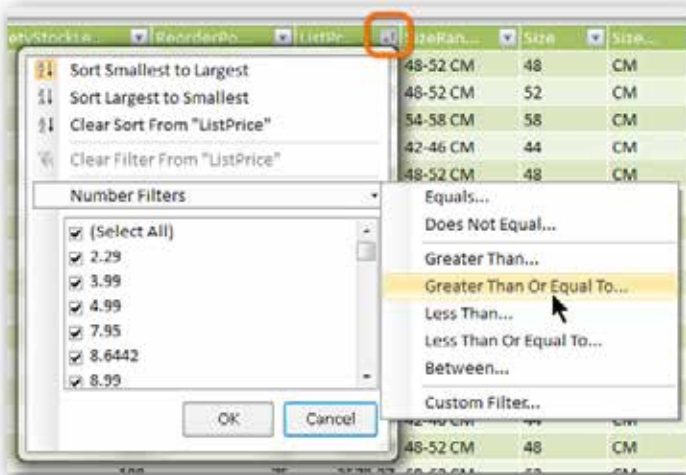 ReorderPo... ListPr... SizeRan... Size Size...
Sort Smallest to Largest
Sort Largest to Smallest
Clear Sort From "ListPrice"
Clear Filter From "ListPrice"
Number Filters
(Select All)
2.29
3.99
4.99
7.95
8.6442
8.99
OK Cancel
48-52 CM 48 CM
48-52 CM 52 CM
54-58 CM 58 CM
42-46 CM 44 CM
48-52 CM 48 CM
Equals...
Does Not Equal...
Greater Than...
Greater Than Or Equal To...
Less Than...
Less Than Or Equal To...
Between...
Custom Filter...
48-52 CM 48 CM